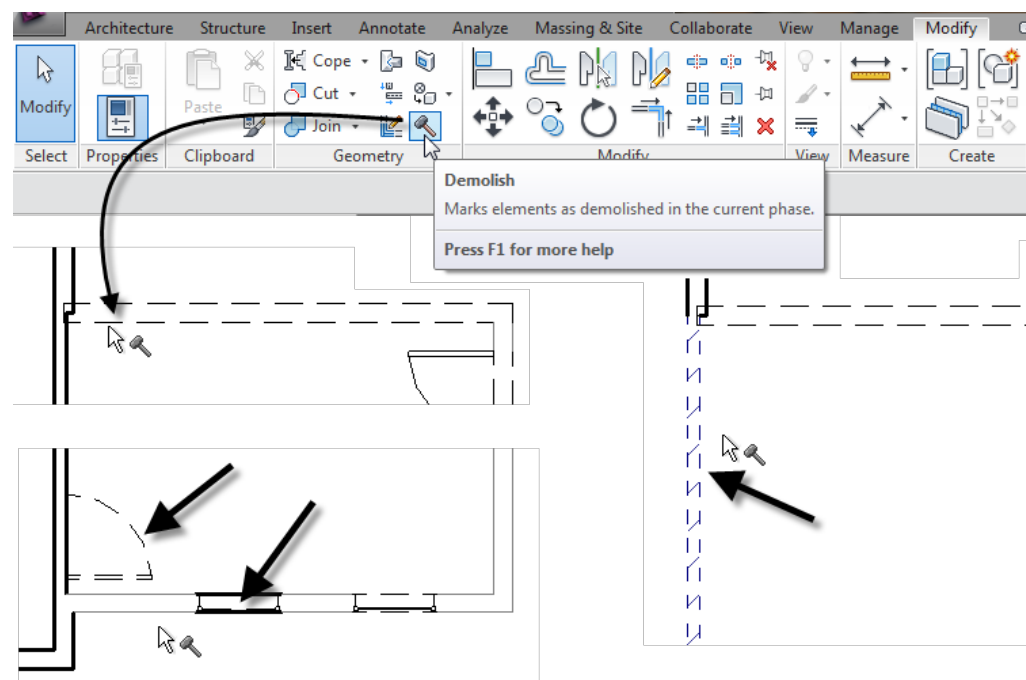 Architecture Structure Insert Annotate Analyze Massing & Site Collaborate View Manage Modify
Modify
Paste
Cope
Cut
Join
Select Properties Clipboard Geometry Modify View Measure Create
Demolish
Marks elements as demolished in the current phase.
Press F1 for more help